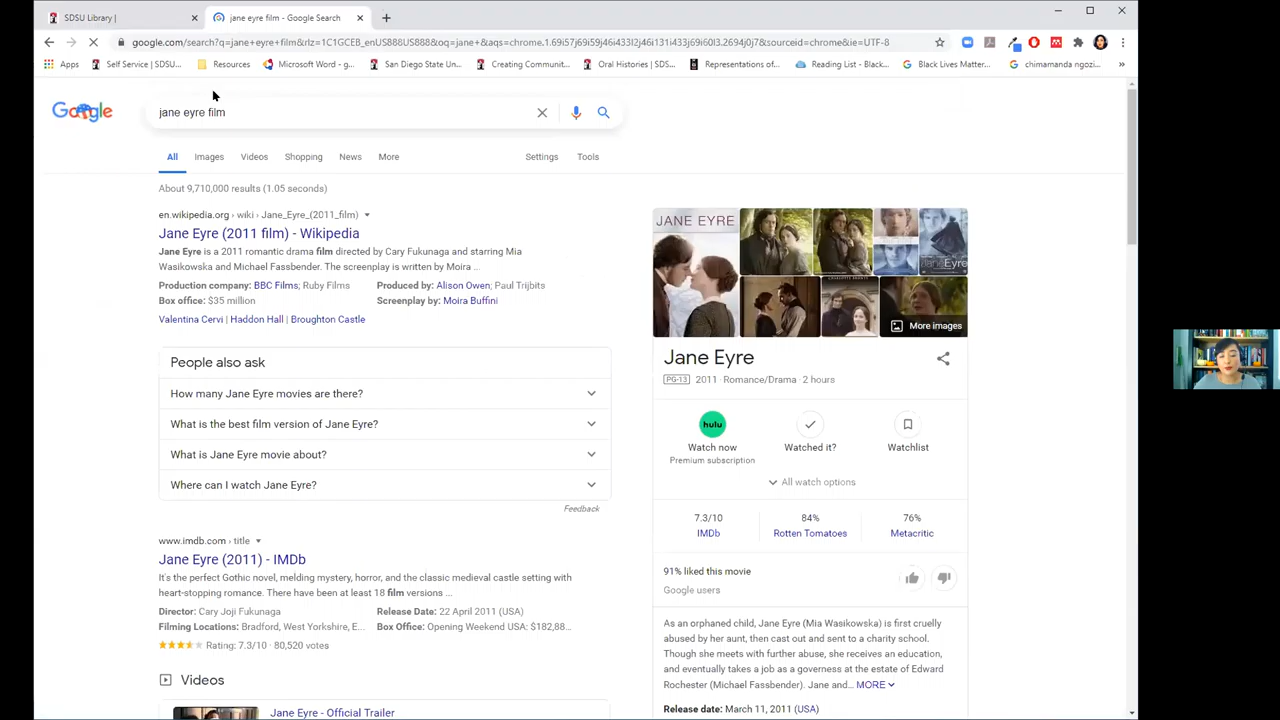 SDSU Library |
jane eyre film - Google Search
google.com/search?q=jane+eyre+film&rlz=1C1GCEB_enUS888US888&oq=jane+&aqs=chrome.1.69i57j69i59j46i433l2j46i131i433j46i433j69i60l3.2694j0j7&sourceid=chrome&ie=UTF-8
Apps
Self Service | SDSU...
Resources
Microsoft Word - g...
San Diego State Un...
Creating Communit...
Oral Histories | SDS...
Representations of...
Reading List - Black...
Black Lives Matter...
chimamanda ngozi...
Google
jane eyre film
All Images Videos Shopping News More Settings Tools
About 9,710,000 results (1.05 seconds)
en.wikipedia.org › wiki › Jane_Eyre_(2011_film)
Jane Eyre (2011 film) - Wikipedia
Jane Eyre is a 2011 romantic drama film directed by Cary Fukunaga and starring Mia
Wasikowska and Michael Fassbender. The screenplay is written by Moira ...
Production company: BBC Films; Ruby Films Produced by: Alison Owen; Paul Trijbits
Box office: $35 million Screenplay by: Moira Buffini
Valentina Cervi | Haddon Hall | Broughton Castle
People also ask
How many Jane Eyre movies are there?
What is the best film version of Jane Eyre?
What is Jane Eyre movie about?
Where can I watch Jane Eyre?
Feedback
www.imdb.com › title
Jane Eyre (2011) - IMDb
It's the perfect Gothic novel, melding mystery, horror, and the classic medieval castle setting with
heart-stopping romance. There have been at least 18 film versions ...
Director: Cary Joji Fukunaga Release Date: 22 April 2011 (USA)
Filming Locations: Bradford, West Yorkshire, E... Box Office: Opening Weekend USA: $182,88...
Rating: 7.3/10 · 80,520 votes
Videos
Jane Eyre - Official Trailer
JANE EYRE
More images
Jane Eyre
PG-13 2011 · Romance/Drama · 2 hours
hulu
Watch now Watched it? Watchlist
Premium subscription
All watch options
7.3/10 84% 76%
IMDb Rotten Tomatoes Metacritic
91% liked this movie
Google users
As an orphaned child, Jane Eyre (Mia Wasikowska) is first cruelly
abused by her aunt, then cast out and sent to a charity school.
Though she meets with further abuse, she receives an education,
and eventually takes a job as a governess at the estate of Edward
Rochester (Michael Fassbender). Jane and... MORE
Release date: March 11, 2011 (USA)